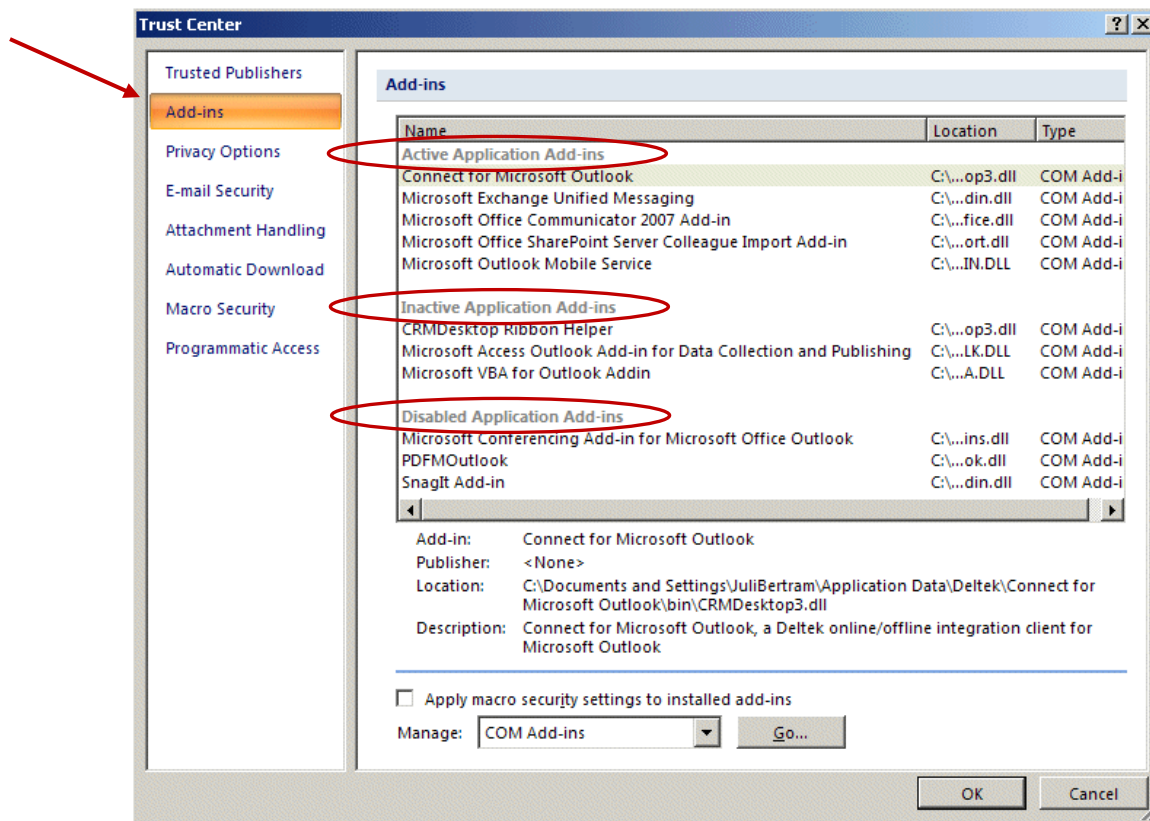 Trust Center
Trusted Publishers
Add-ins
Privacy Options
E-mail Security
Attachment Handling
Automatic Download
Macro Security
Programmatic Access
Add-ins
Name Location Type
Active Application Add-ins
Connect for Microsoft Outlook C:\...op3.dll COM Add-i
Microsoft Exchange Unified Messaging C:\...din.dll COM Add-i
Microsoft Office Communicator 2007 Add-in C:\...fice.dll COM Add-i
Microsoft Office SharePoint Server Colleague Import Add-in C:\...ort.dll COM Add-i
Microsoft Outlook Mobile Service C:\...IN.DLL COM Add-i
Inactive Application Add-ins
CRMDesktop Ribbon Helper C:\...op3.dll COM Add-i
Microsoft Access Outlook Add-in for Data Collection and Publishing C:\...LK.DLL COM Add-i
Microsoft VBA for Outlook Addin C:\...A.DLL COM Add-i
Disabled Application Add-ins
Microsoft Conferencing Add-in for Microsoft Office Outlook C:\...ins.dll COM Add-i
PDFMOutlook C:\...ok.dll COM Add-i
SnagIt Add-in C:\...din.dll COM Add-i
Add-in: Connect for Microsoft Outlook
Publisher: <None>
Location: C:\Documents and Settings\JuliBertram\Application Data\Deltek\Connect for
Microsoft Outlook\bin\CRMDesktop3.dll
Description: Connect for Microsoft Outlook, a Deltek online/offline integration client for
Microsoft Outlook
Apply macro security settings to installed add-ins
Manage: COM Add-ins Go...
OK Cancel